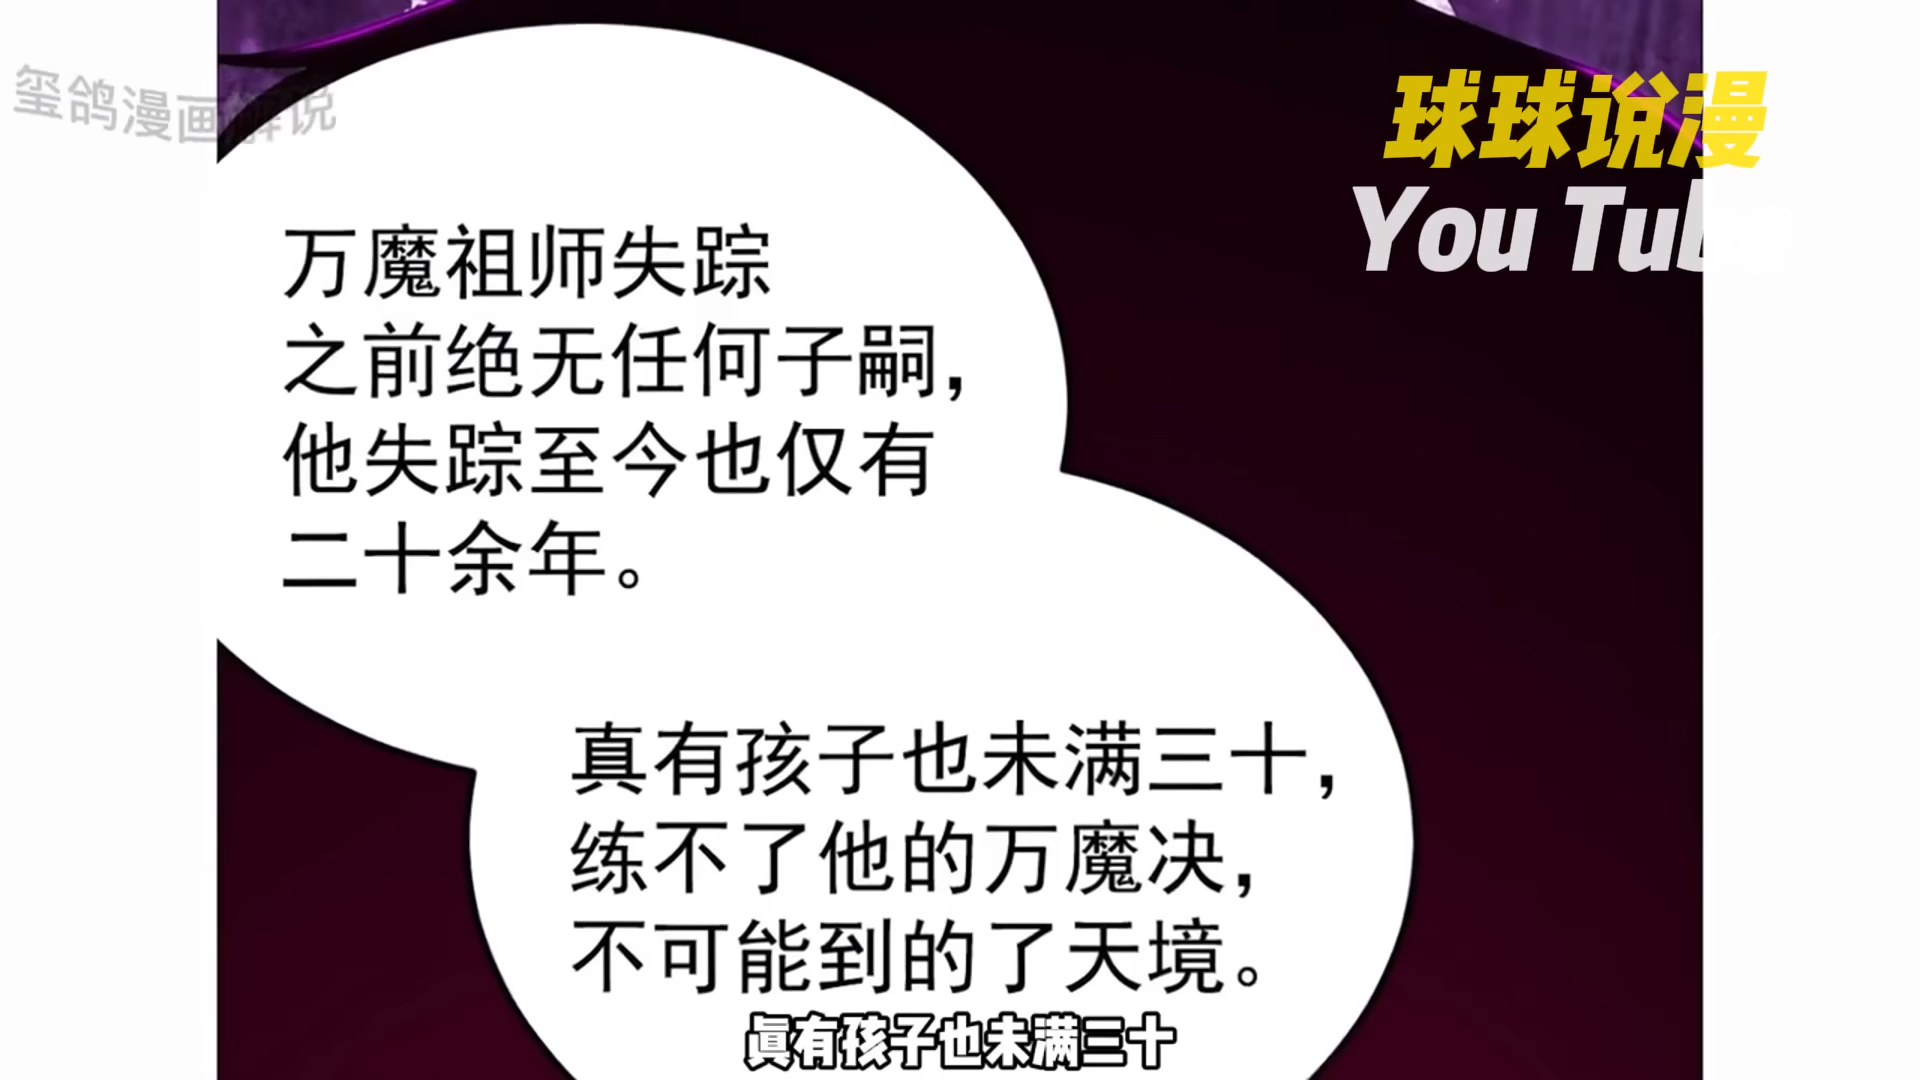 玺鸽漫画解说
球球说漫
You Tube
万魔祖师失踪
之前绝无任何子嗣，
他失踪至今也仅有
二十余年。
真有孩子也未满三十，
练不了他的万魔决，
不可能到的了天境。
真有孩子也未满三十